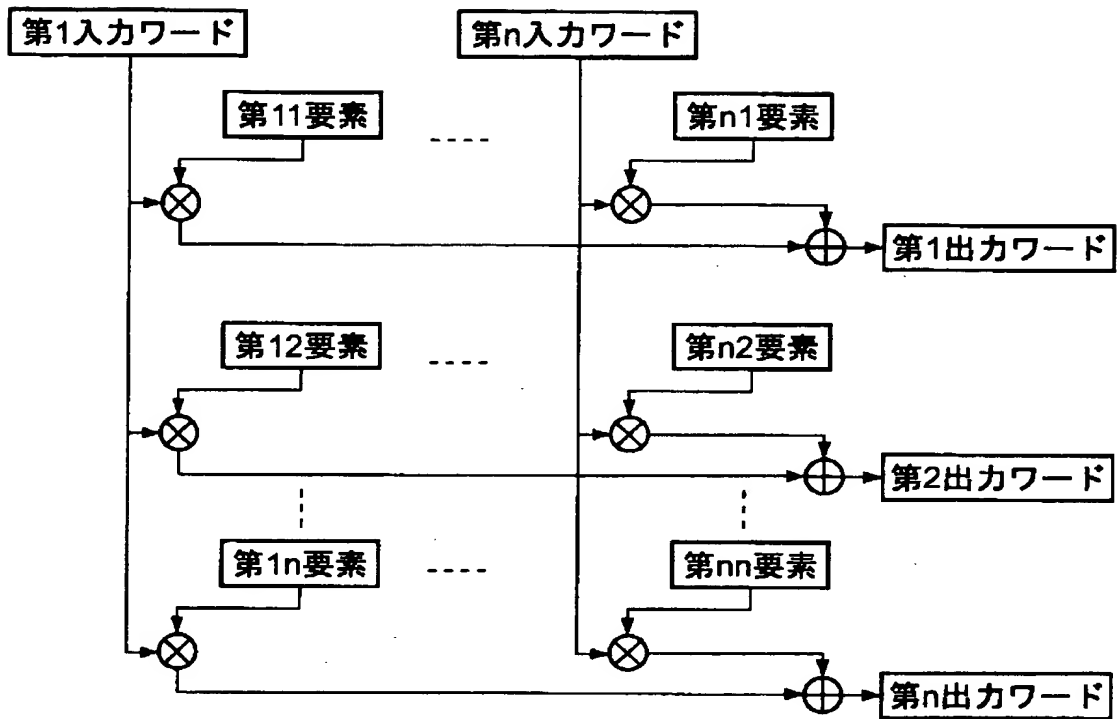 第1入力ワード
第n入力ワード
第11要素
第n1要素
第1出力ワード
第12要素
第n2要素
第2出力ワード
第1n要素
第nn要素
第n出力ワード